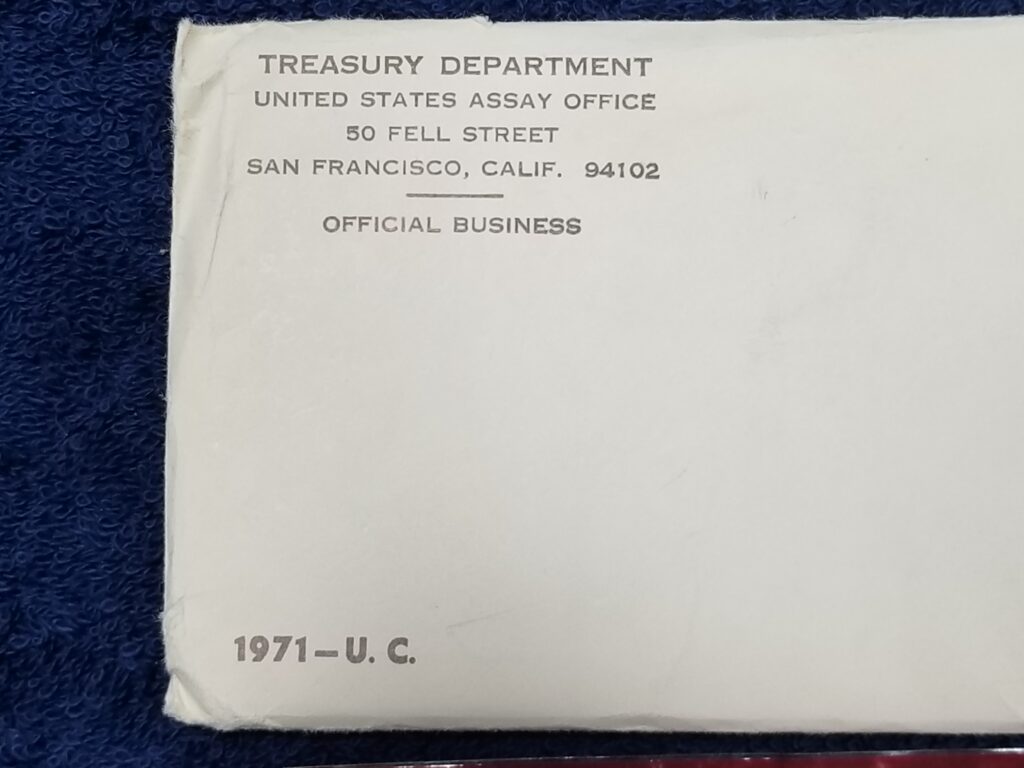 TREASURY DEPARTMENT
UNITED STATES ASSAY OFFICE
50 FELL STREET
SAN FRANCISCO, CALIF. 94102
OFFICIAL BUSINESS
1971—U. C.